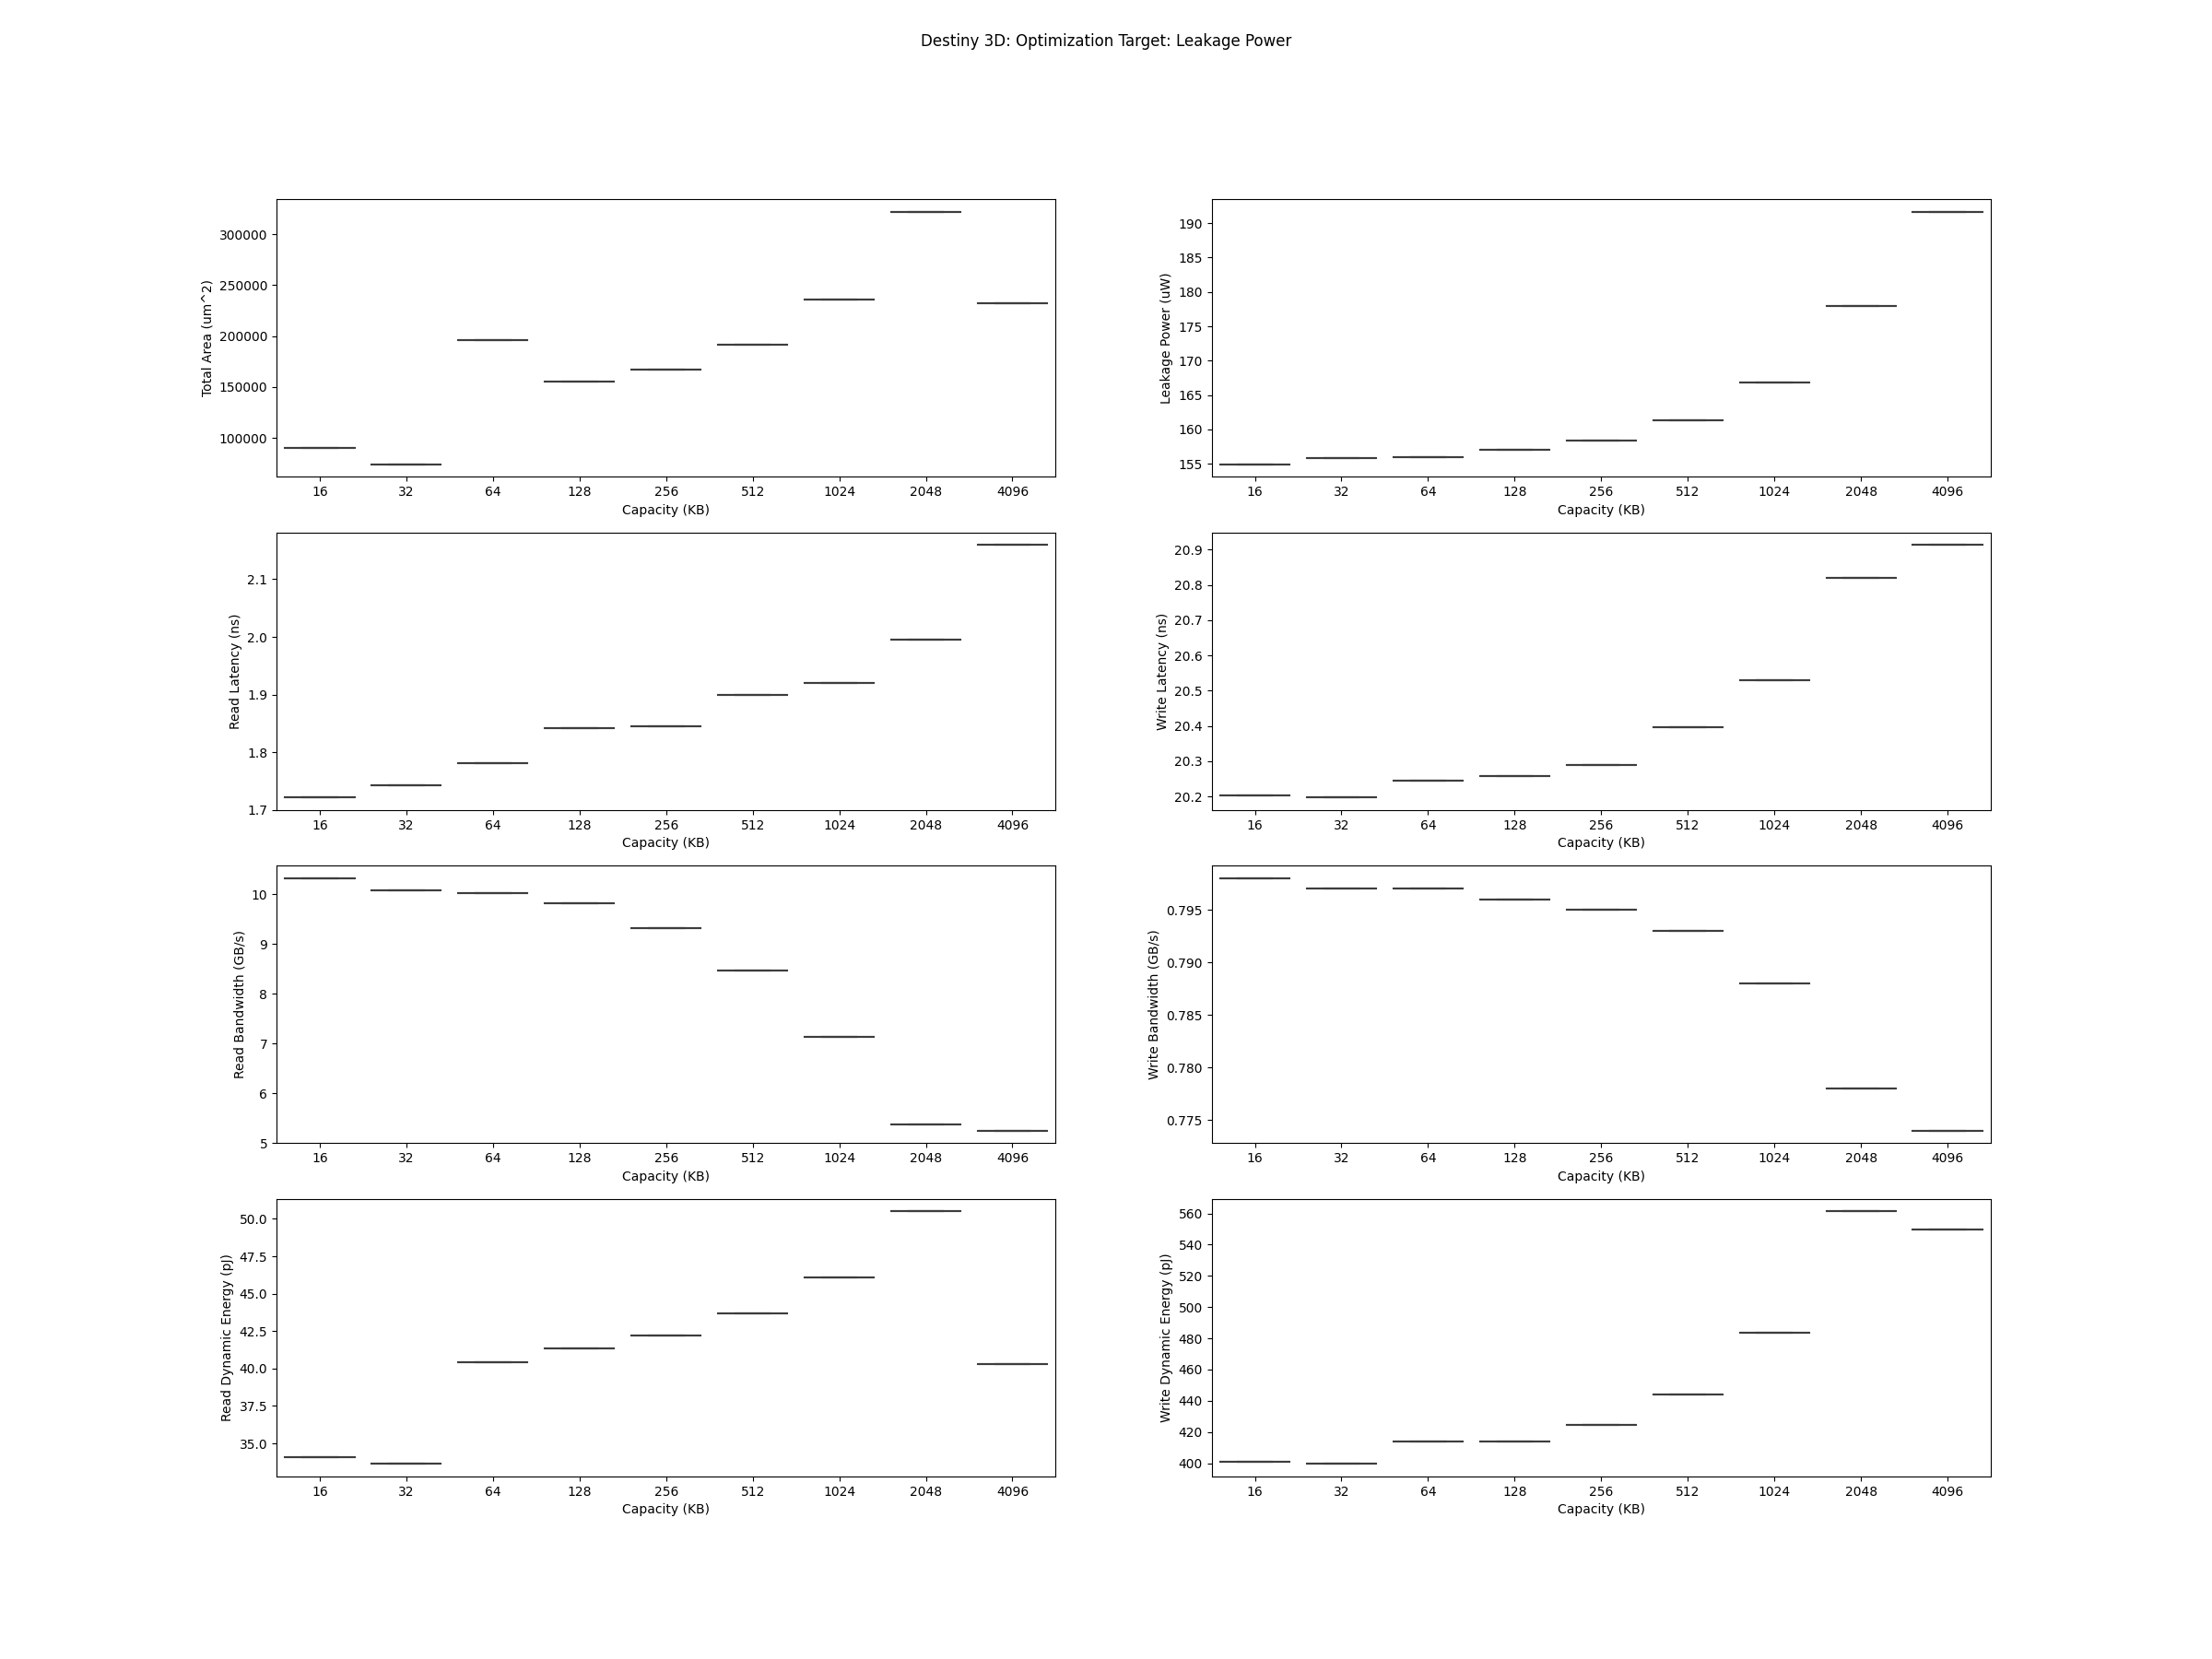 Destiny 3D: Optimization Target: Leakage Power
Total Area (um^2)
300000
250000
200000
150000
100000
16 32 64 128 256 512 1024 2048 4096
Capacity (KB)
Leakage Power (uW)
190
185
180
175
170
165
160
155
16 32 64 128 256 512 1024 2048 4096
Capacity (KB)
Read Latency (ns)
2.1
2.0
1.9
1.8
1.7
16 32 64 128 256 512 1024 2048 4096
Capacity (KB)
Write Latency (ns)
20.9
20.8
20.7
20.6
20.5
20.4
20.3
20.2
16 32 64 128 256 512 1024 2048 4096
Capacity (KB)
Read Bandwidth (GB/s)
10
9
8
7
6
5
16 32 64 128 256 512 1024 2048 4096
Capacity (KB)
Write Bandwidth (GB/s)
0.795
0.790
0.785
0.780
0.775
16 32 64 128 256 512 1024 2048 4096
Capacity (KB)
Read Dynamic Energy (pJ)
50.0
47.5
45.0
42.5
40.0
37.5
35.0
16 32 64 128 256 512 1024 2048 4096
Capacity (KB)
Write Dynamic Energy (pJ)
560
540
520
500
480
460
440
420
400
16 32 64 128 256 512 1024 2048 4096
Capacity (KB)